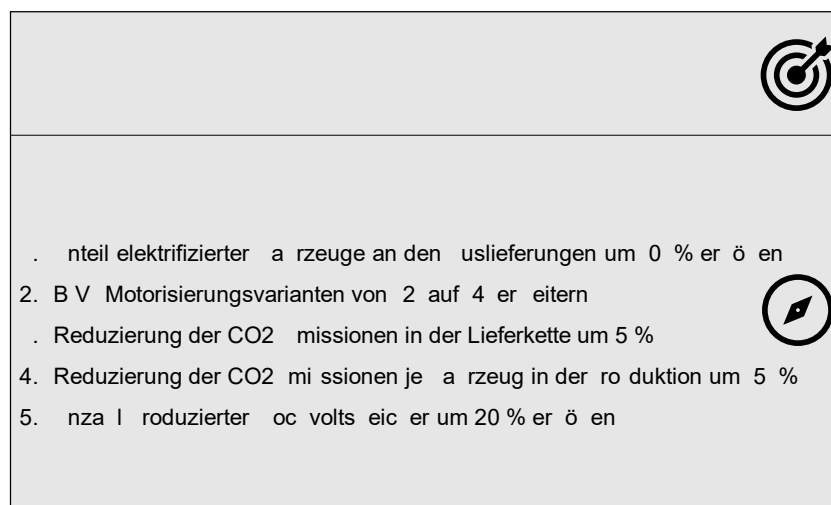 . nteil elektrifizierter a rzeuge an den uslieferungen um 0 % er ö en
2. B V Motorisierungsvarianten von 2 auf 4 er eitern
. Reduzierung der CO2 missionen in der Lieferkette um 5 %
4. Reduzierung der CO2 mi ssionen je a rzeug in der ro duktion um 5 %
5. nza l roduzierter oc volts eic er um 20 % er ö en